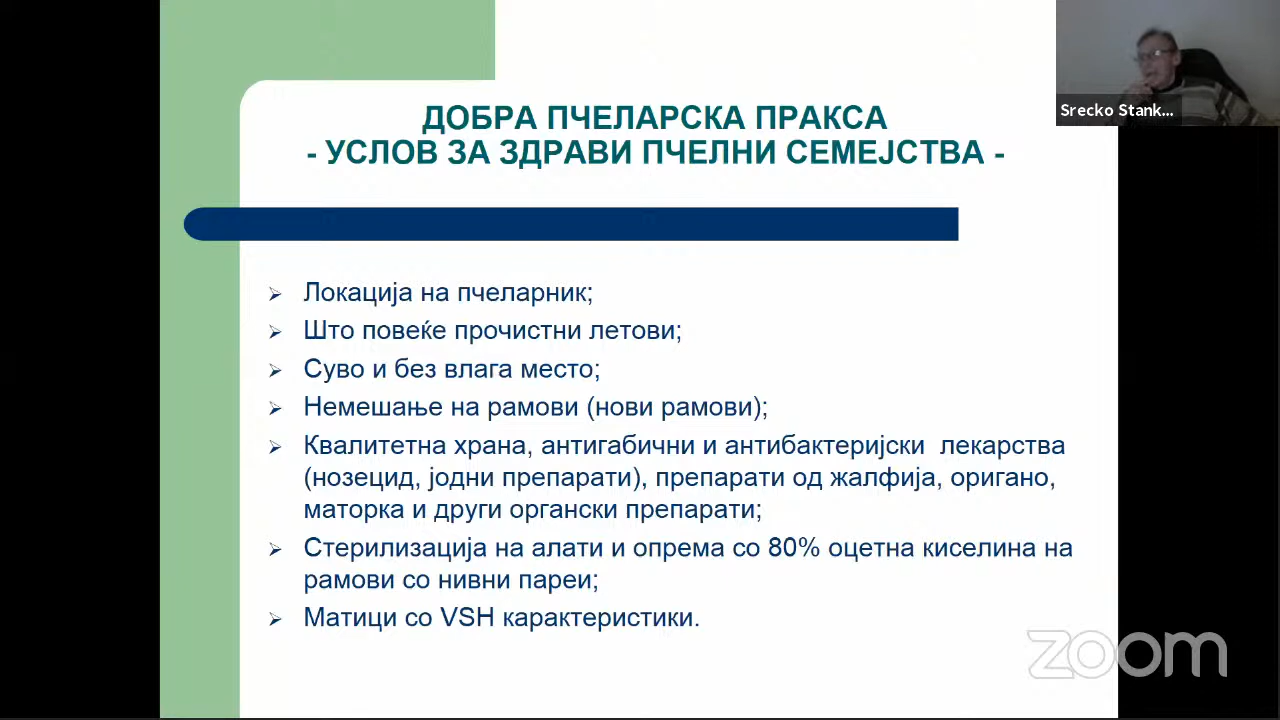 ДОБРА ПЧЕЛАРСКА ПРАКСА
- УСЛОВ ЗА ЗДРАВИ ПЧЕЛНИ СЕМЕЈСТВА -
Srecko Stank...
Локација на пчеларник;
Што повеќе прочистни летови;
Суво и без влага место;
Немешање на рамови (нови рамови);
Квалитетна храна, антигабични и антибактеријски лекарства
(нозецид, јодни препарати), препарати од жалфија, оригано,
маторка и други органски препарати;
Стерилизација на алати и опрема со 80% оцетна киселина на
рамови со нивни пареи;
Матици со VSH карактеристики.
zoom